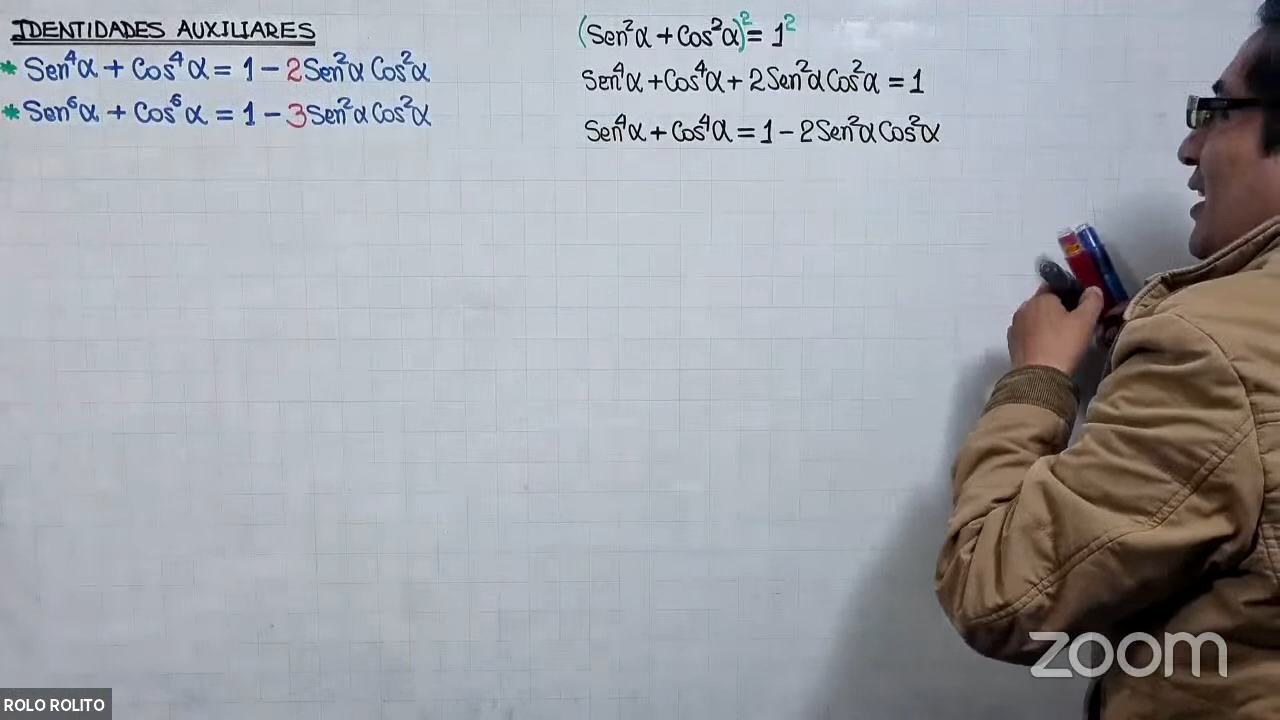 IDENTIDADES AUXILIARES
* Sen⁴α + Cos⁴α = 1 - 2Sen²α Cos²α
* Sen⁶α + Cos⁶α = 1 - 3Sen²α Cos²α
(Sen²α + Cos²α)² = 1²
Sen⁴α + Cos⁴α + 2Sen²α Cos²α = 1
Sen⁴α + Cos⁴α = 1 - 2Sen²α Cos²α
zoom
ROLO ROLITO